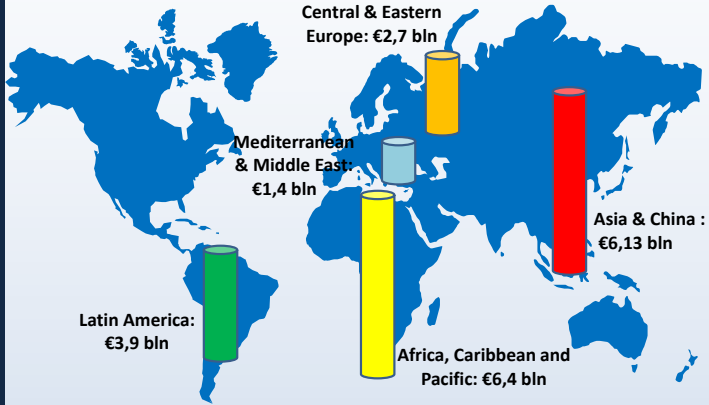 Central & Eastern
Europe: €2,7 bln
Mediterranean
& Middle East:
€1,4 bln
Asia & China :
€6,13 bln
Latin America:
€3,9 bln
Africa, Caribbean and
Pacific: €6,4 bln